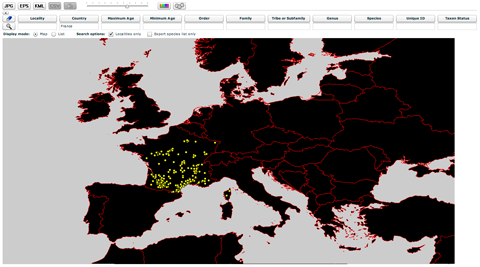 JPG EPS KML
Locality Country Maximum Age Minimum Age Order Family Tribe or Subfamily Genus Species Unique ID Taxon Status
France
Display mode: Map List Search options: Localities only Export species list only